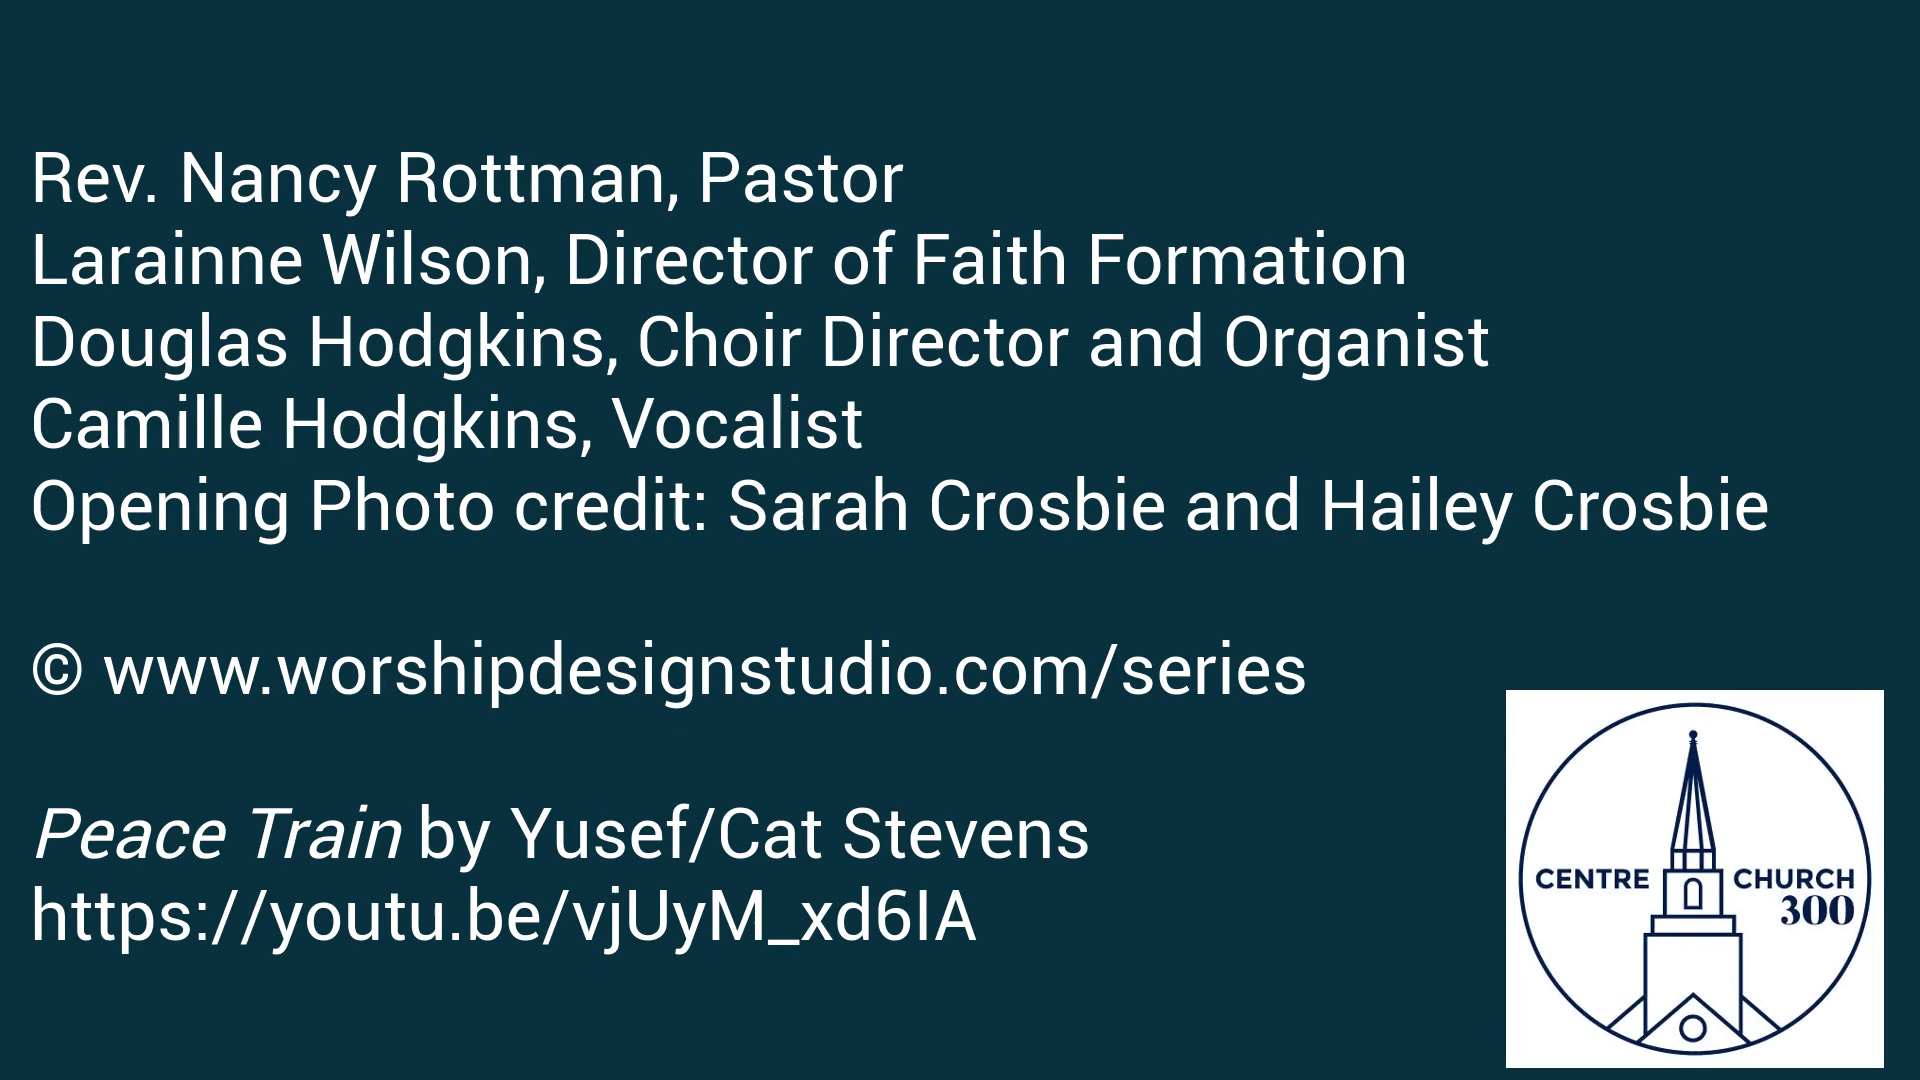 Rev. Nancy Rottman, Pastor
Larainne Wilson, Director of Faith Formation
Douglas Hodgkins, Choir Director and Organist
Camille Hodgkins, Vocalist
Opening Photo credit: Sarah Crosbie and Hailey Crosbie
© www.worshipdesignstudio.com/series
Peace Train by Yusef/Cat Stevens
https://youtu.be/vjUyM_xd6IA
CENTRE CHURCH
300